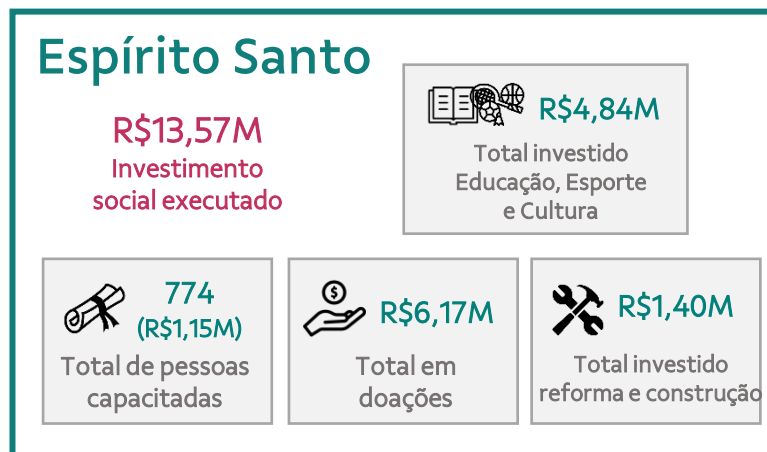 Espírito Santo
R$13,57M
Investimento
social executado
R$4,84M
Total investido
Educação, Esporte
e Cultura
774
(R$1,15M)
Total de pessoas
capacitadas
$
R$6,17M
Total em
doações
R$1,40M
Total investido
reforma e construção